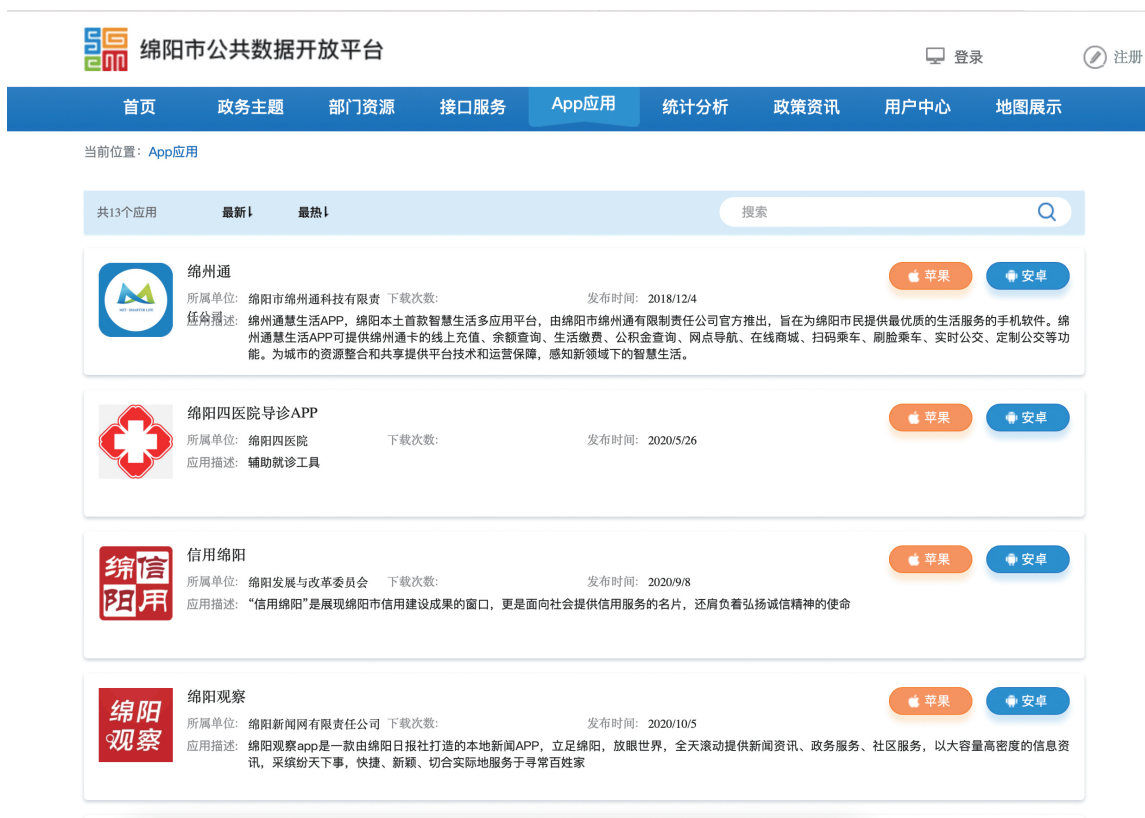 绵阳市公共数据开放平台
登录
注册
首页 政务主题 部门资源 接口服务 App应用 统计分析 政策资讯 用户中心 地图展示
当前位置：App应用
共13个应用 最新 最热 搜索
绵州通
苹果 安卓
所属单位: 绵阳市绵州通科技有限责任公司 下载次数: 发布时间: 2018/12/4
应用描述: 绵州通慧生活APP，绵阳本土首款智慧生活多应用平台，由绵阳市绵州通有限制责任公司官方推出，旨在为绵阳市民提供最优质的生活服务的手机软件。绵
州通慧生活APP可提供绵州通卡的线上充值、余额查询、生活缴费、公积金查询、网点导航、在线商城、扫码乘车、刷脸乘车、实时公交、定制公交等功
能。为城市的资源整合和共享提供平台技术和运营保障，感知新领域下的智慧生活。
绵阳四医院导诊APP
苹果 安卓
所属单位: 绵阳四医院 下载次数: 发布时间: 2020/5/26
应用描述: 辅助就诊工具
绵信
阳用
信用绵阳
苹果 安卓
所属单位: 绵阳发展与改革委员会 下载次数: 发布时间: 2020/9/8
应用描述: “信用绵阳”是展现绵阳市信用建设成果的窗口，更是面向社会提供信用服务的名片，还肩负着弘扬诚信精神的使命
绵阳
观察
绵阳观察
苹果 安卓
所属单位: 绵阳新闻网有限责任公司 下载次数: 发布时间: 2020/10/5
应用描述: 绵阳观察app是一款由绵阳日报社打造的本地新闻APP，立足绵阳，放眼世界，全天滚动提供新闻资讯、政务服务、社区服务，以大容量高密度的信息资
讯，采缤纷天下事，快捷、新颖、切合实际地服务于寻常百姓家